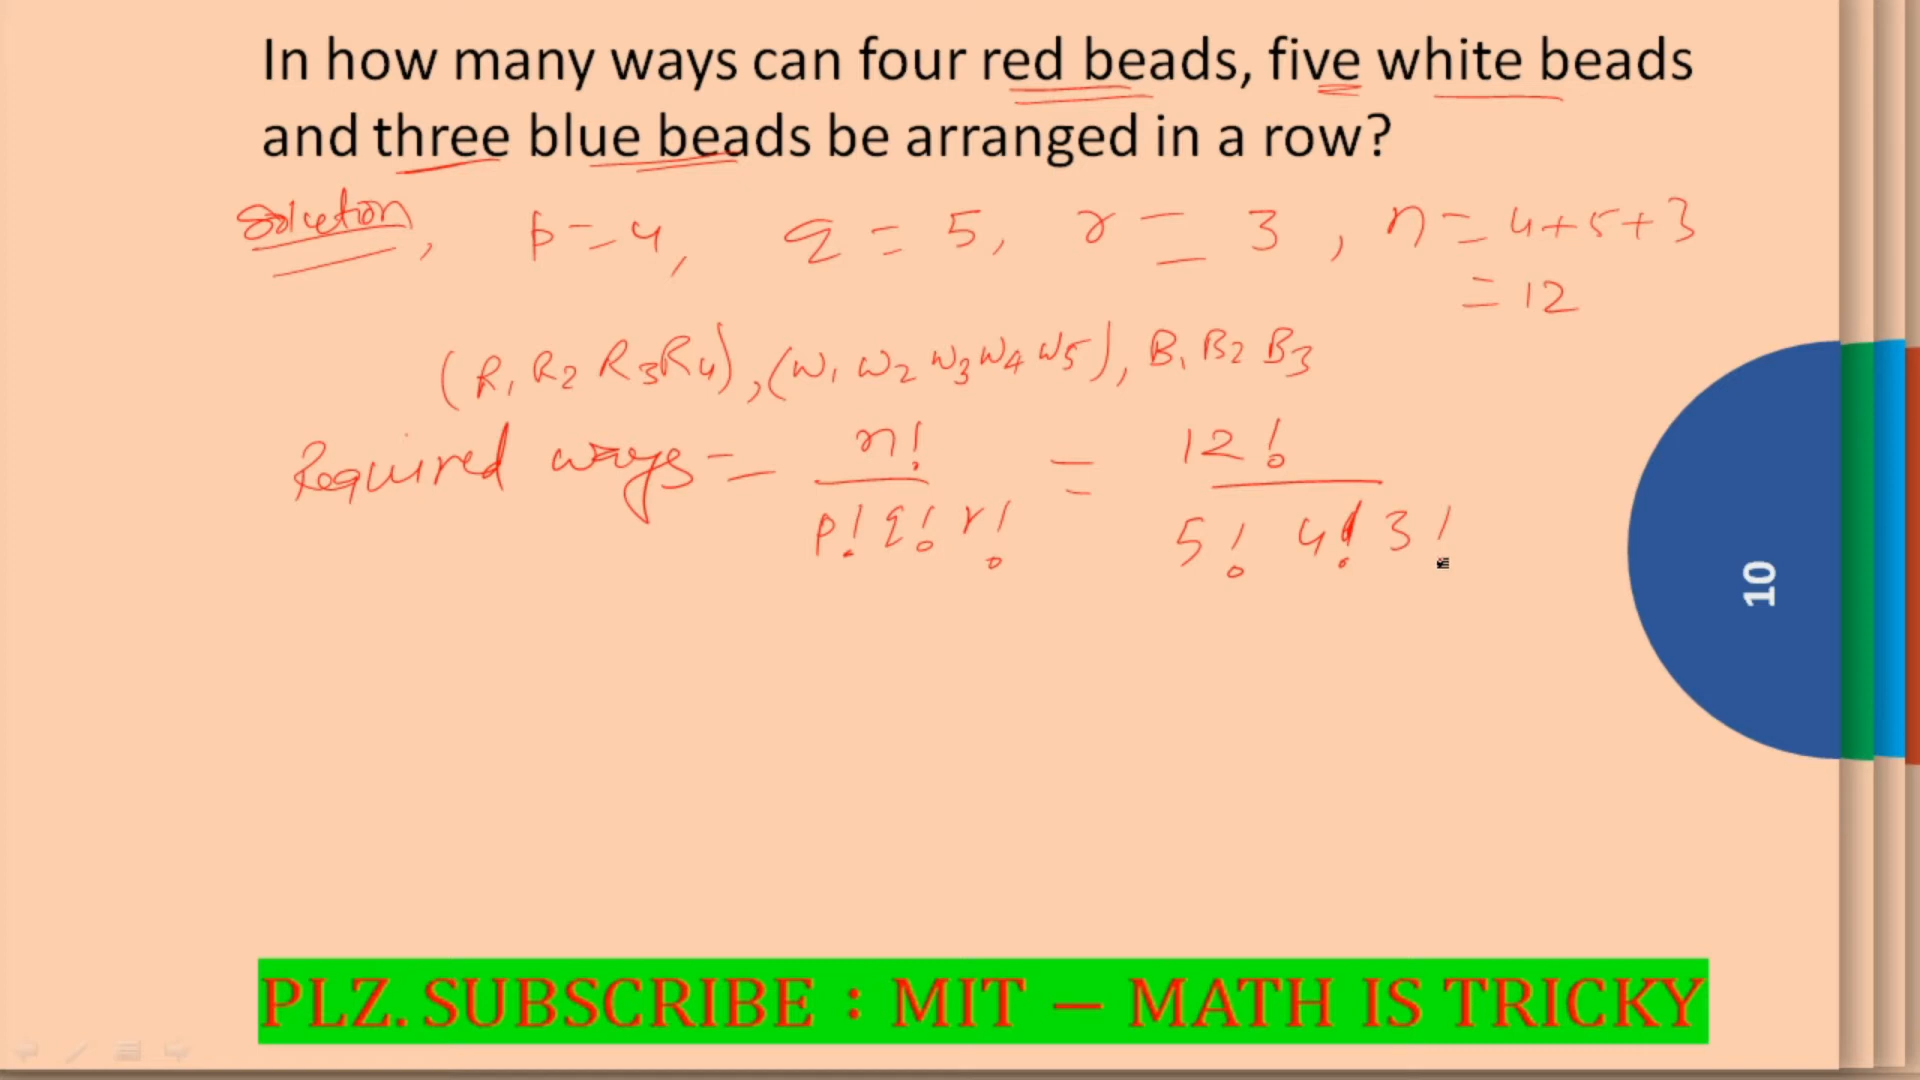 In how many ways can four red beads, five white beads
and three blue beads be arranged in a row?
Solution, p = 4, q = 5, r = 3, n = 4+5+3
= 12
(R1 R2 R3 R4), (W1 W2 W3 W4 W5), B1 B2 B3
Required ways = n! / p! q! r! = 12! / 5! 4! 3!
10
PLZ. SUBSCRIBE : MIT – MATH IS TRICKY